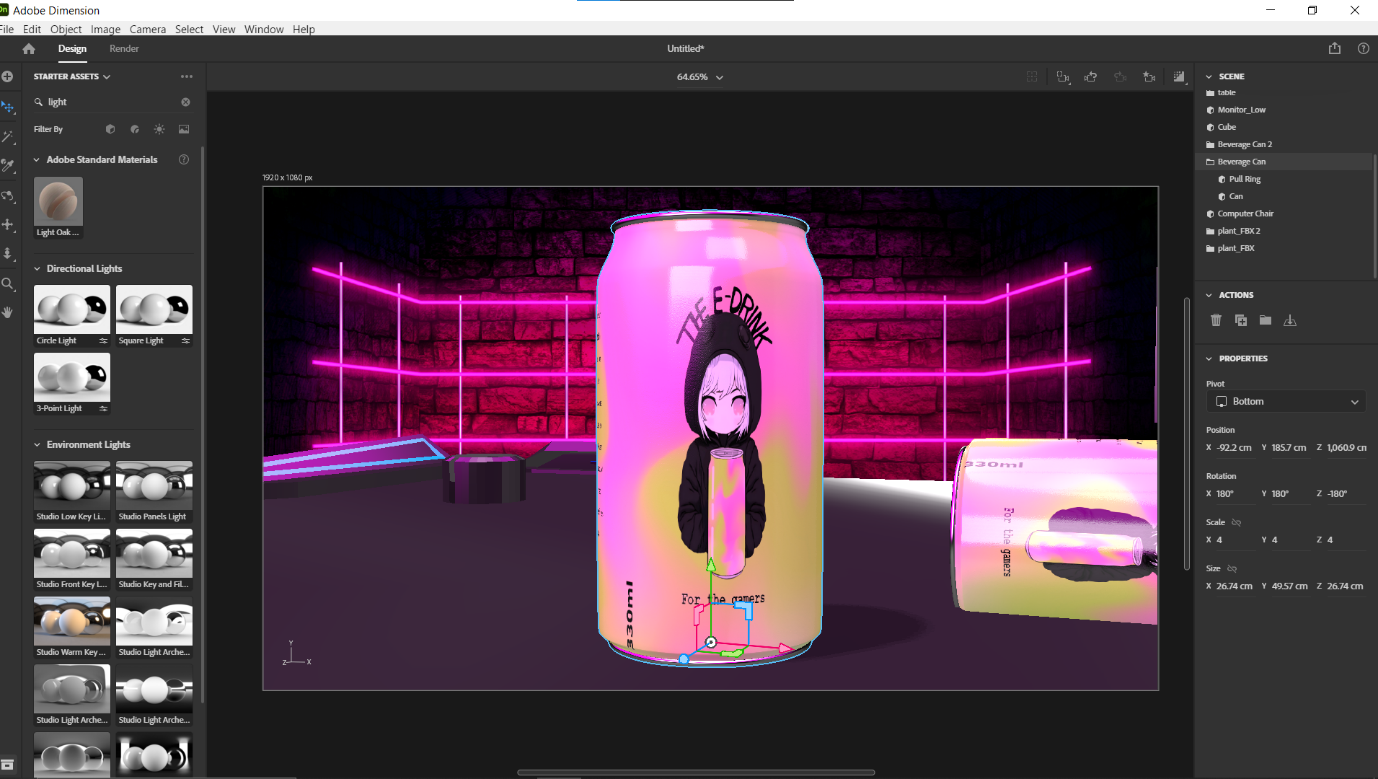 Dn Adobe Dimension
File Edit Object Image Camera Select View Window Help
Design Render Untitled*
STARTER ASSETS
64.65%
light
Filter By
Adobe Standard Materials
Light Oak ...
Directional Lights
Circle Light Square Light
3-Point Light
Environment Lights
Studio Low Key Li... Studio Panels Light
Studio Front Key L... Studio Key and Fil...
Studio Warm Key ... Studio Light Arche...
Studio Light Arche... Studio Light Arche...
1920 x 1080 px
THE E-DRINK
For the gamers
330ml
330ml
For the gamers
Y
Z X
SCENE
table
Monitor_Low
Cube
Beverage Can 2
Beverage Can
Pull Ring
Can
Computer Chair
plant_FBX 2
plant_FBX
ACTIONS
PROPERTIES
Pivot
Bottom
Position
X -92.2 cm Y 185.7 cm Z 1,060.9 cn
Rotation
X 180° Y 180° Z -180°
Scale
X 4 Y 4 Z 4
Size
X 26.74 cm Y 49.57 cm Z 26.74 cm